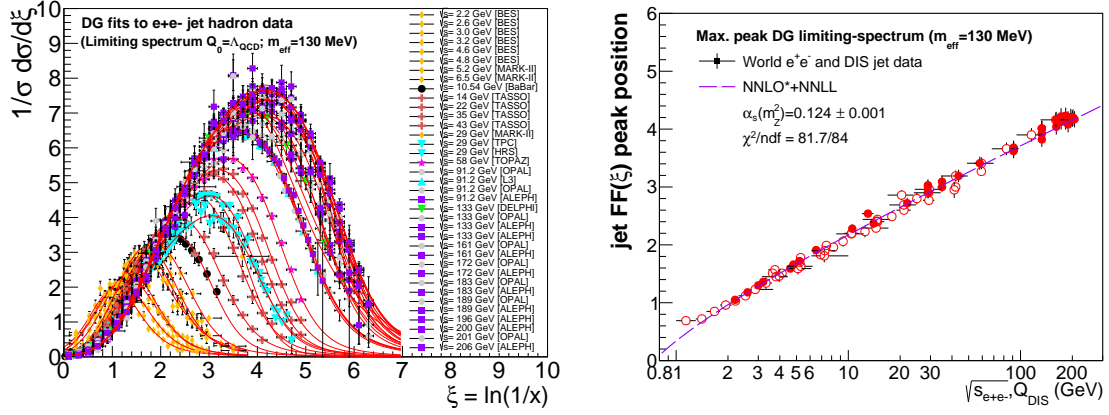 DG fits to e+e- jet hadron data
(Limiting spectrum Q0=ΛQCD; meff=130 MeV)
1/σ dσ/dξ
9
8
7
6
5
4
3
2
1
0
0 1 2 3 4 5 6 7 8 9 10
ξ = ln(1/x)
√s= 2.2 GeV [BES]
√s= 2.6 GeV [BES]
√s= 3.0 GeV [BES]
√s= 3.2 GeV [BES]
√s= 4.6 GeV [BES]
√s= 4.8 GeV [BES]
√s= 5.2 GeV [MARK-II]
√s= 6.5 GeV [MARK-II]
√s= 10.54 GeV [BaBar]
√s= 14 GeV [TASSO]
√s= 22 GeV [TASSO]
√s= 35 GeV [TASSO]
√s= 43 GeV [TASSO]
√s= 29 GeV [MARK-II]
√s= 29 GeV [TPC]
√s= 29 GeV [HRS]
√s= 58 GeV [TOPAZ]
√s= 91.2 GeV [OPAL]
√s= 91.2 GeV [L3]
√s= 91.2 GeV [OPAL]
√s= 91.2 GeV [ALEPH]
√s= 133 GeV [DELPHI]
√s= 133 GeV [OPAL]
√s= 133 GeV [ALEPH]
√s= 133 GeV [ALEPH]
√s= 161 GeV [OPAL]
√s= 161 GeV [ALEPH]
√s= 172 GeV [OPAL]
√s= 172 GeV [ALEPH]
√s= 183 GeV [OPAL]
√s= 183 GeV [ALEPH]
√s= 189 GeV [OPAL]
√s= 189 GeV [ALEPH]
√s= 196 GeV [ALEPH]
√s= 200 GeV [ALEPH]
√s= 201 GeV [OPAL]
√s= 206 GeV [ALEPH]
jet FF(ξ) peak position
6
5
4
3
2
1
0
Max. peak DG limiting-spectrum (meff=130 MeV)
World e+e- and DIS jet data
NNLO*+NNLL
αs(m²Z)=0.124 ± 0.001
χ²/ndf = 81.7/84
0.81 2 3 4 5 6 10 20 30 100 200
√se+e-,QDIS (GeV)